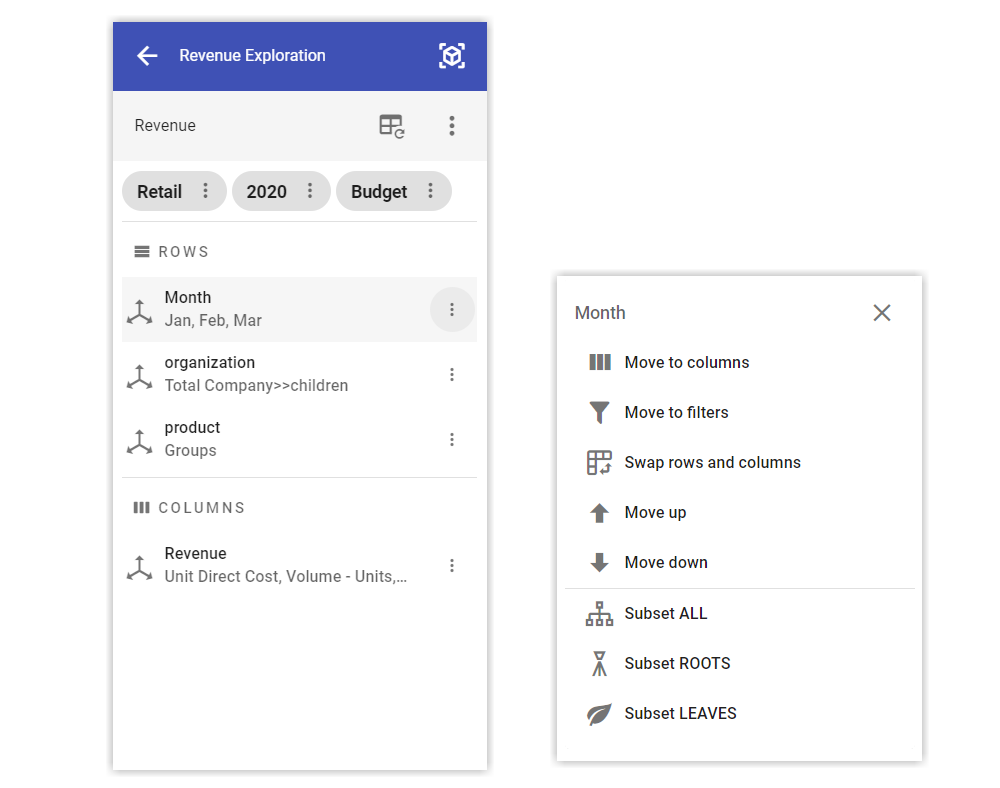 Revenue Exploration
Revenue
Retail
2020
Budget
ROWS
Month
Jan, Feb, Mar
organization
Total Company>>children
product
Groups
COLUMNS
Revenue
Unit Direct Cost, Volume - Units,...
Month
Move to columns
Move to filters
Swap rows and columns
Move up
Move down
Subset ALL
Subset ROOTS
Subset LEAVES